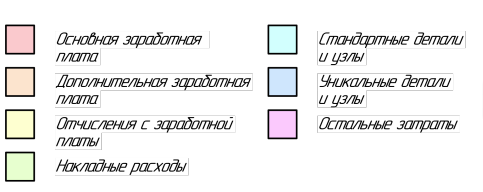 Основная заработная
плата
Дополнительная заработная
плата
Отчисления с заработной
платы
Накладные расходы
Стандартные детали
и узлы
Уникальные детали
и узлы
Остальные затраты